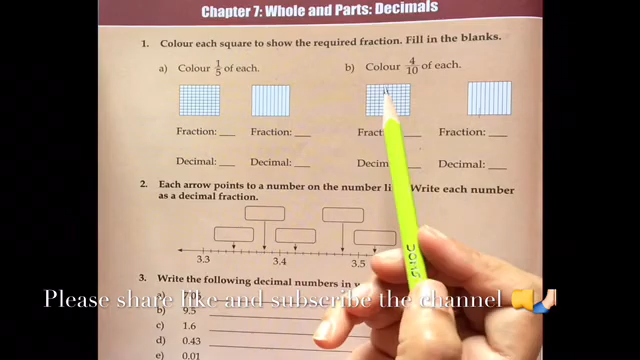 Chapter 7: Whole and Parts: Decimals
1. Colour each square to show the required fraction. Fill in the blanks.
a) Colour 1/5 of each.
b) Colour 4/10 of each.
Fraction: ___ Fraction: ___ Fraction: ___
Decimal: ___ Decimal: ___ Decimal: ___
2. Each arrow points to a number on the number Write each number
as a decimal fraction.
3.3 3.4 3.5
3. Write the following decimal numbers in
Please share like and subscribe the channel
b) 9.5
c) 1.6
d) 0.43
e) 0.01
DOMS